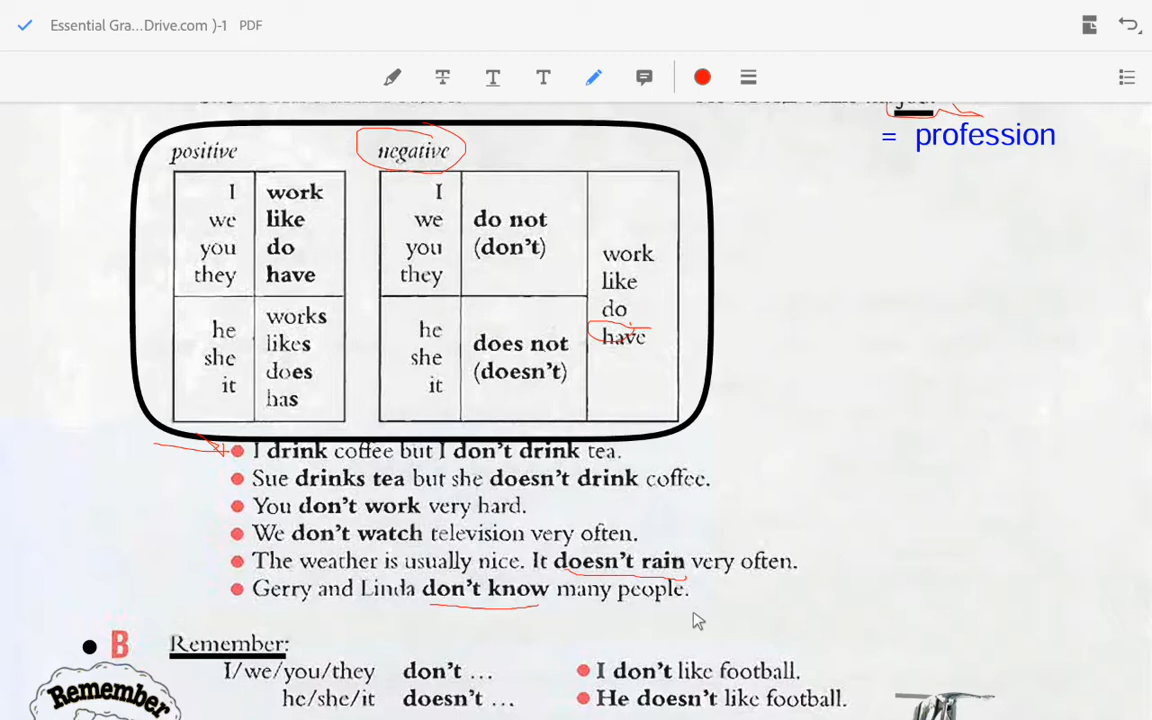 Essential Gra...Drive.com )-1 PDF
= profession
positive negative
I work I
we like we do not
you do you (don't) work
they have they like
do
he works he have
she likes she does not
it does it (doesn't)
has
I drink coffee but I don't drink tea.
Sue drinks tea but she doesn't drink coffee.
You don't work very hard.
We don't watch television very often.
The weather is usually nice. It doesn't rain very often.
Gerry and Linda don't know many people.
B Remember:
I/we/you/they don't ... I don't like football.
he/she/it doesn't ... He doesn't like football.
Remember